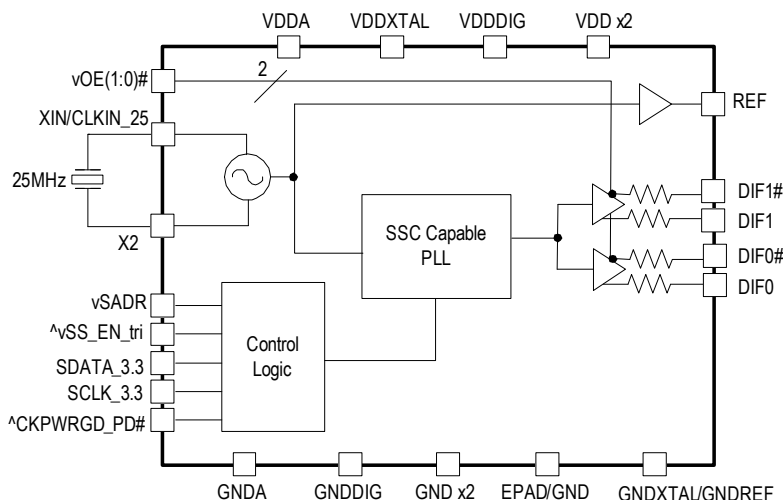 VDDA VDDXTAL VDDDIG VDD x2
vOE(1:0)#
2
XIN/CLKIN_25
REF
25MHz
X2
SSC Capable
PLL
DIF1#
DIF1
DIF0#
DIF0
vSADR
^vSS_EN_tri
SDATA_3.3
SCLK_3.3
^CKPWRGD_PD#
Control
Logic
GNDA GNDDIG GND x2 EPAD/GND GNDXTAL/GNDREF